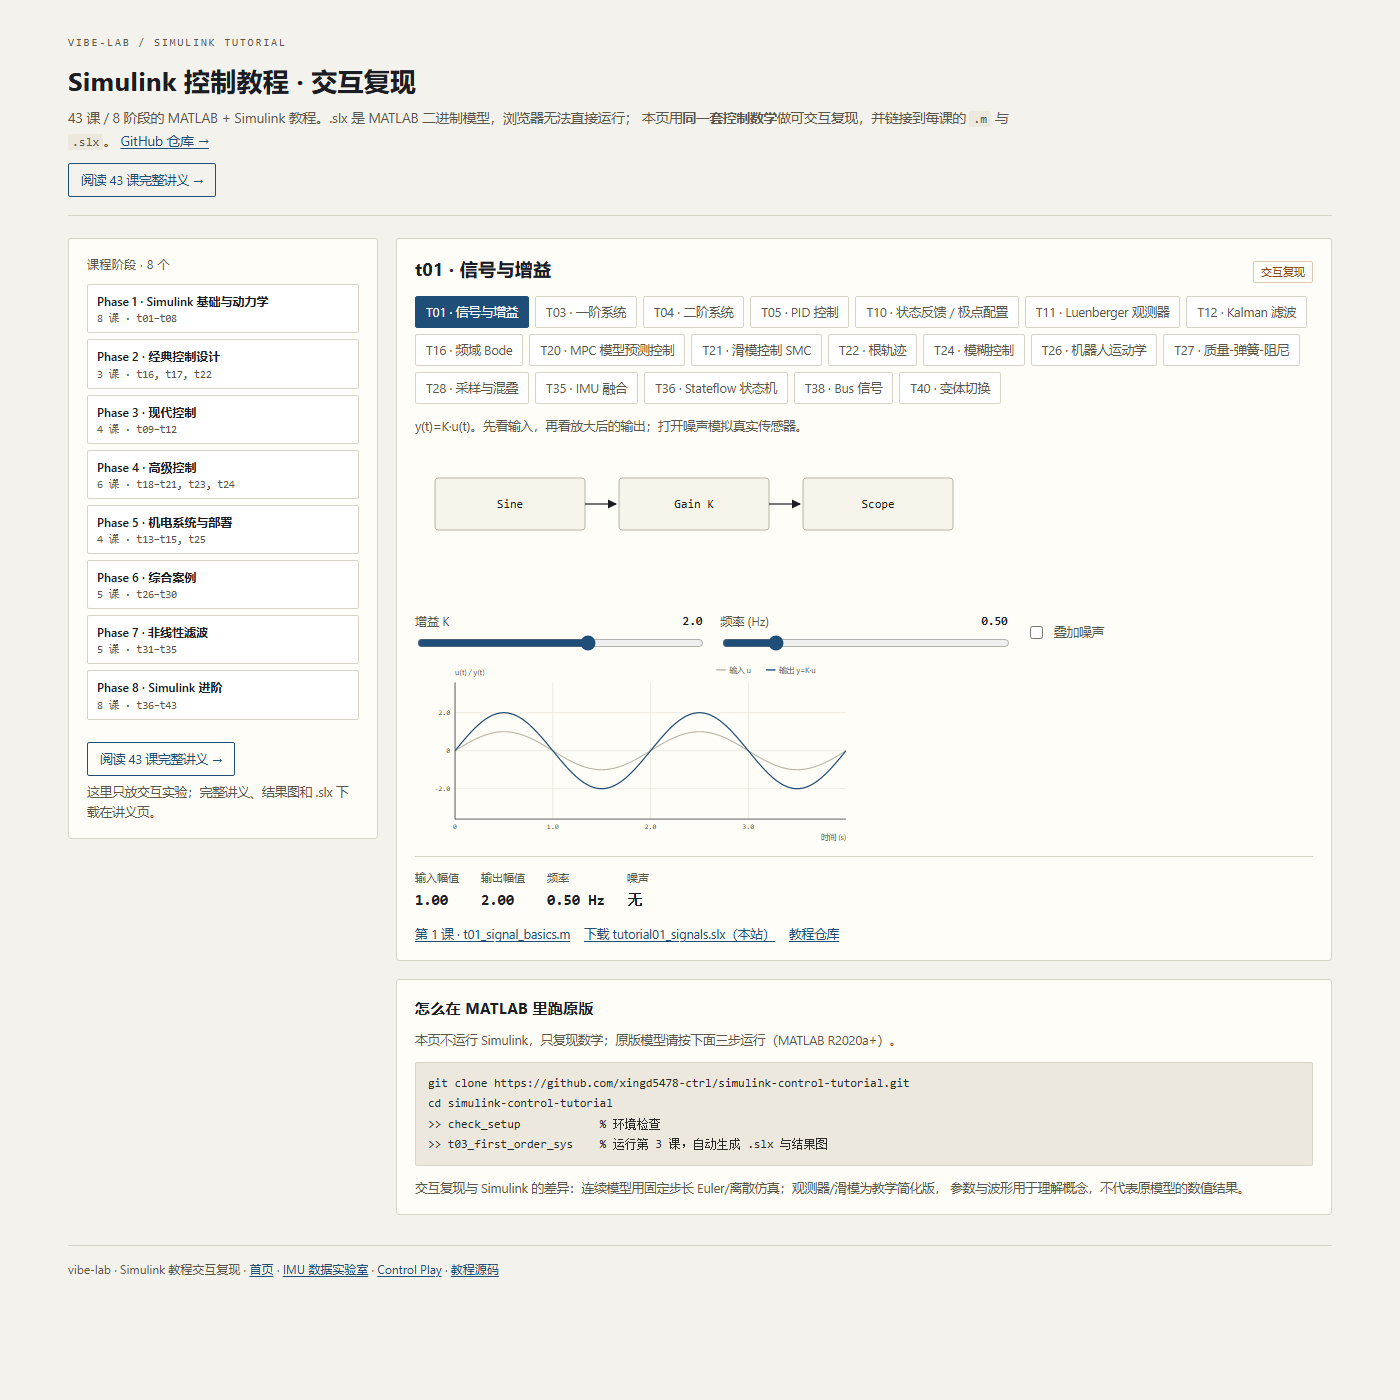 VIBE-LAB / SIMULINK TUTORIAL
Simulink 控制教程 · 交互复现
43 课 / 8 阶段的 MATLAB + Simulink 教程。.slx 是 MATLAB 二进制模型，浏览器无法直接运行； 本页用同一套控制数学做可交互复现，并链接到每课的 .m 与
.slx 。 GitHub 仓库 →
阅读 43 课完整讲义 →
课程阶段 · 8 个
Phase 1 · Simulink 基础与动力学
8 课 · t01–t08
Phase 2 · 经典控制设计
3 课 · t16, t17, t22
Phase 3 · 现代控制
4 课 · t09–t12
Phase 4 · 高级控制
6 课 · t18–t21, t23, t24
Phase 5 · 机电系统与部署
4 课 · t13–t15, t25
Phase 6 · 综合案例
5 课 · t26–t30
Phase 7 · 非线性滤波
5 课 · t31–t35
Phase 8 · Simulink 进阶
8 课 · t36–t43
阅读 43 课完整讲义 →
这里只放交互实验；完整讲义、结果图和 .slx 下
载在讲义页。
t01 · 信号与增益
交互复现
T01 · 信号与增益 T03 · 一阶系统 T04 · 二阶系统 T05 · PID 控制 T10 · 状态反馈 / 极点配置 T11 · Luenberger 观测器 T12 · Kalman 滤波
T16 · 频域 Bode T20 · MPC 模型预测控制 T21 · 滑模控制 SMC T22 · 根轨迹 T24 · 模糊控制 T26 · 机器人运动学 T27 · 质量-弹簧-阻尼
T28 · 采样与混叠 T35 · IMU 融合 T36 · Stateflow 状态机 T38 · Bus 信号 T40 · 变体切换
y(t)=K·u(t)。先看输入，再看放大后的输出；打开噪声模拟真实传感器。
Sine Gain K Scope
增益 K 2.0 频率 (Hz) 0.50 叠加噪声
u(t) / y(t) 输入 u 输出 y=K·u
2.0
0
-2.0
0 1.0 2.0 3.0
时间 (s)
输入幅值 输出幅值 频率 噪声
1.00 2.00 0.50 Hz 无
第 1 课 · t01_signal_basics.m 下载 tutorial01_signals.slx（本站） 教程仓库
怎么在 MATLAB 里跑原版
本页不运行 Simulink，只复现数学；原版模型请按下面三步运行（MATLAB R2020a+）。
git clone https://github.com/xingd5478-ctrl/simulink-control-tutorial.git
cd simulink-control-tutorial
>> check_setup % 环境检查
>> t03_first_order_sys % 运行第 3 课，自动生成 .slx 与结果图
交互复现与 Simulink 的差异：连续模型用固定步长 Euler/离散仿真；观测器/滑模为教学简化版， 参数与波形用于理解概念，不代表原模型的数值结果。
vibe-lab · Simulink 教程交互复现 · 首页 · IMU 数据实验室 · Control Play · 教程源码